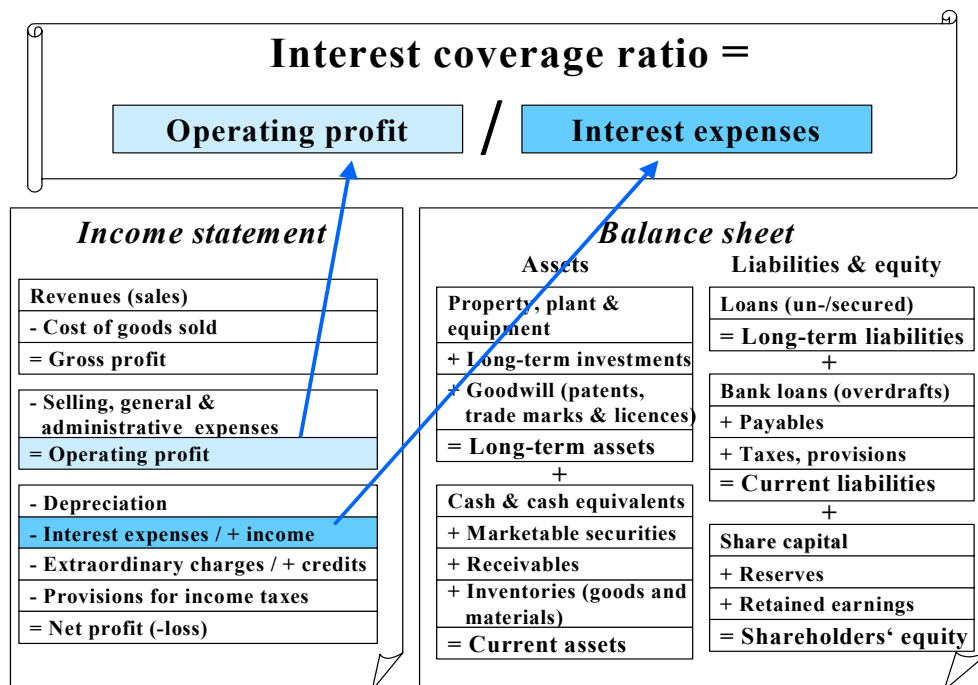 Interest coverage ratio =
Operating profit / Interest expenses
Income statement
Revenues (sales)
- Cost of goods sold
= Gross profit
- Selling, general &
administrative expenses
= Operating profit
- Depreciation
- Interest expenses / + income
- Extraordinary charges / + credits
- Provisions for income taxes
= Net profit (-loss)
Balance sheet
Assets
Property, plant &
equipment
+ Long-term investments
+ Goodwill (patents,
trade marks & licences)
= Long-term assets
+
Cash & cash equivalents
+ Marketable securities
+ Receivables
+ Inventories (goods and
materials)
= Current assets
Liabilities & equity
Loans (un-/secured)
= Long-term liabilities
+
Bank loans (overdrafts)
+ Payables
+ Taxes, provisions
= Current liabilities
+
Share capital
+ Reserves
+ Retained earnings
= Shareholders‘ equity